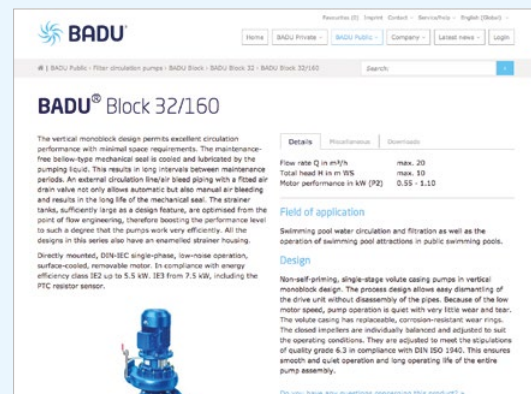 Favourites (0) Imprint Contact Service/Help English (Global)
BADU®
Home BADU Private BADU Public Company Latest news Login
BADU Public › Filter circulation pumps › BADU Block › BADU Block 32 › BADU Block 32/160
Search:
BADU® Block 32/160
The vertical monoblock design permits excellent circulation
performance with minimal space requirements. The maintenance-
free bellow-type mechanical seal is cooled and lubricated by the
pumping liquid. This results in long intervals between maintenance
periods. An external circulation line/air bleed piping with a fitted air
drain valve not only allows automatic but also manual air bleeding
and results in the long life of the mechanical seal. The strainer
tanks, sufficiently large as a design feature, are optimised from the
point of flow engineering, therefore boosting the performance level
to such a degree that the pumps work very efficiently. All the
designs in this series also have an enamelled strainer housing.
Directly mounted, DIN-IEC single-phase, low-noise operation,
surface-cooled, removable motor. In compliance with energy
efficiency class IE2 up to 5.5 kW. IE3 from 7.5 kW, including the
PTC resistor sensor.
Details Miscellaneous Downloads
Flow rate Q in m³/h max. 20
Total head H in m WS max. 10
Motor performance in kW (P2) 0.55 - 1.10
Field of application
Swimming pool water circulation and filtration as well as the
operation of swimming pool attractions in public swimming pools.
Design
Non-self-priming, single-stage volute casing pumps in vertical
monoblock design. The process design allows easy dismantling of
the drive unit without disassembly of the pipes. Because of the low
motor speed, pump operation is quiet with very little wear and tear.
The volute casing has replaceable, corrosion-resistant wear rings.
The closed impellers are individually balanced and adjusted to suit
the operating conditions. They are adjusted to meet the stipulations
of quality grade 6.3 in compliance with DIN ISO 1940. This ensures
smooth and quiet operation and long operating life of the entire
pump assembly.
Do you have any questions concerning this product? »